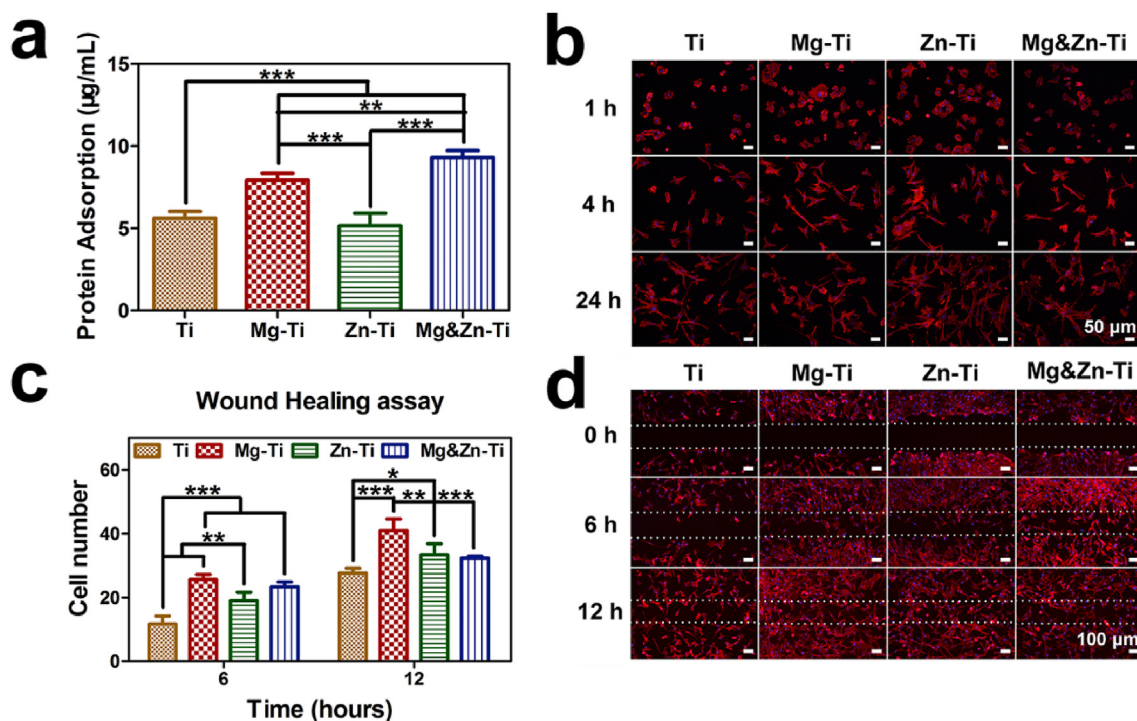 a
Protein Adsorption (μg/mL)
15
10
5
0
***
**
***
***
Ti
Mg-Ti
Zn-Ti
Mg&Zn-Ti
b
Ti
Mg-Ti
Zn-Ti
Mg&Zn-Ti
1 h
4 h
24 h
50 μm
c
Wound Healing assay
Ti
Mg-Ti
Zn-Ti
Mg&Zn-Ti
Cell number
60
40
20
0
***
**
*
***
**
***
6
12
Time (hours)
d
Ti
Mg-Ti
Zn-Ti
Mg&Zn-Ti
0 h
6 h
12 h
100 μm